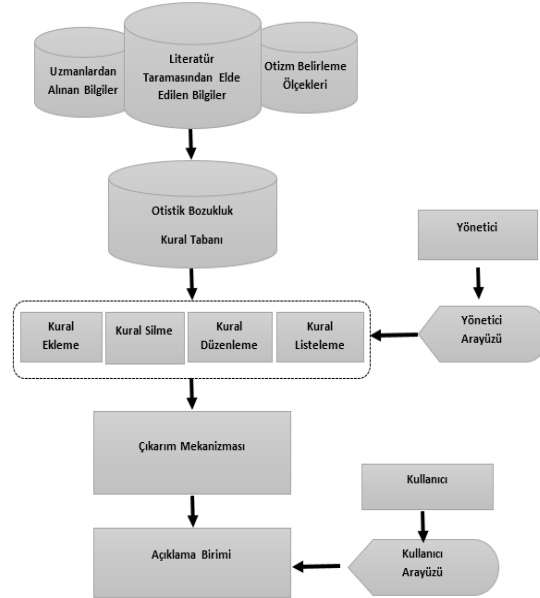 Uzmanlardan
Alınan Bilgiler
Literatür
Taramasından Elde
Edilen Bilgiler
Otizm Belirleme
Ölçekleri
Otistik Bozukluk
Kural Tabanı
Yönetici
Kural
Ekleme
Kural Silme
Kural
Düzenleme
Kural
Listeleme
Yönetici
Arayüzü
Çıkarım Mekanizması
Kullanıcı
Açıklama Birimi
Kullanıcı
Arayüzü